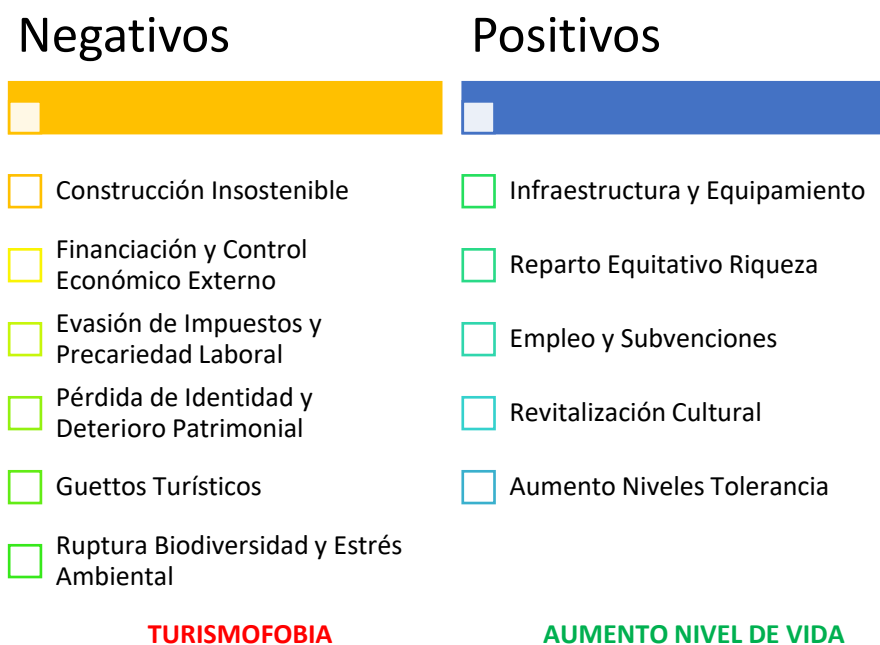 Negativos
Construcción Insostenible
Financiación y Control
Económico Externo
Evasión de Impuestos y
Precariedad Laboral
Pérdida de Identidad y
Deterioro Patrimonial
Guettos Turísticos
Ruptura Biodiversidad y Estrés
Ambiental
TURISMOFOBIA
Positivos
Infraestructura y Equipamiento
Reparto Equitativo Riqueza
Empleo y Subvenciones
Revitalización Cultural
Aumento Niveles Tolerancia
AUMENTO NIVEL DE VIDA